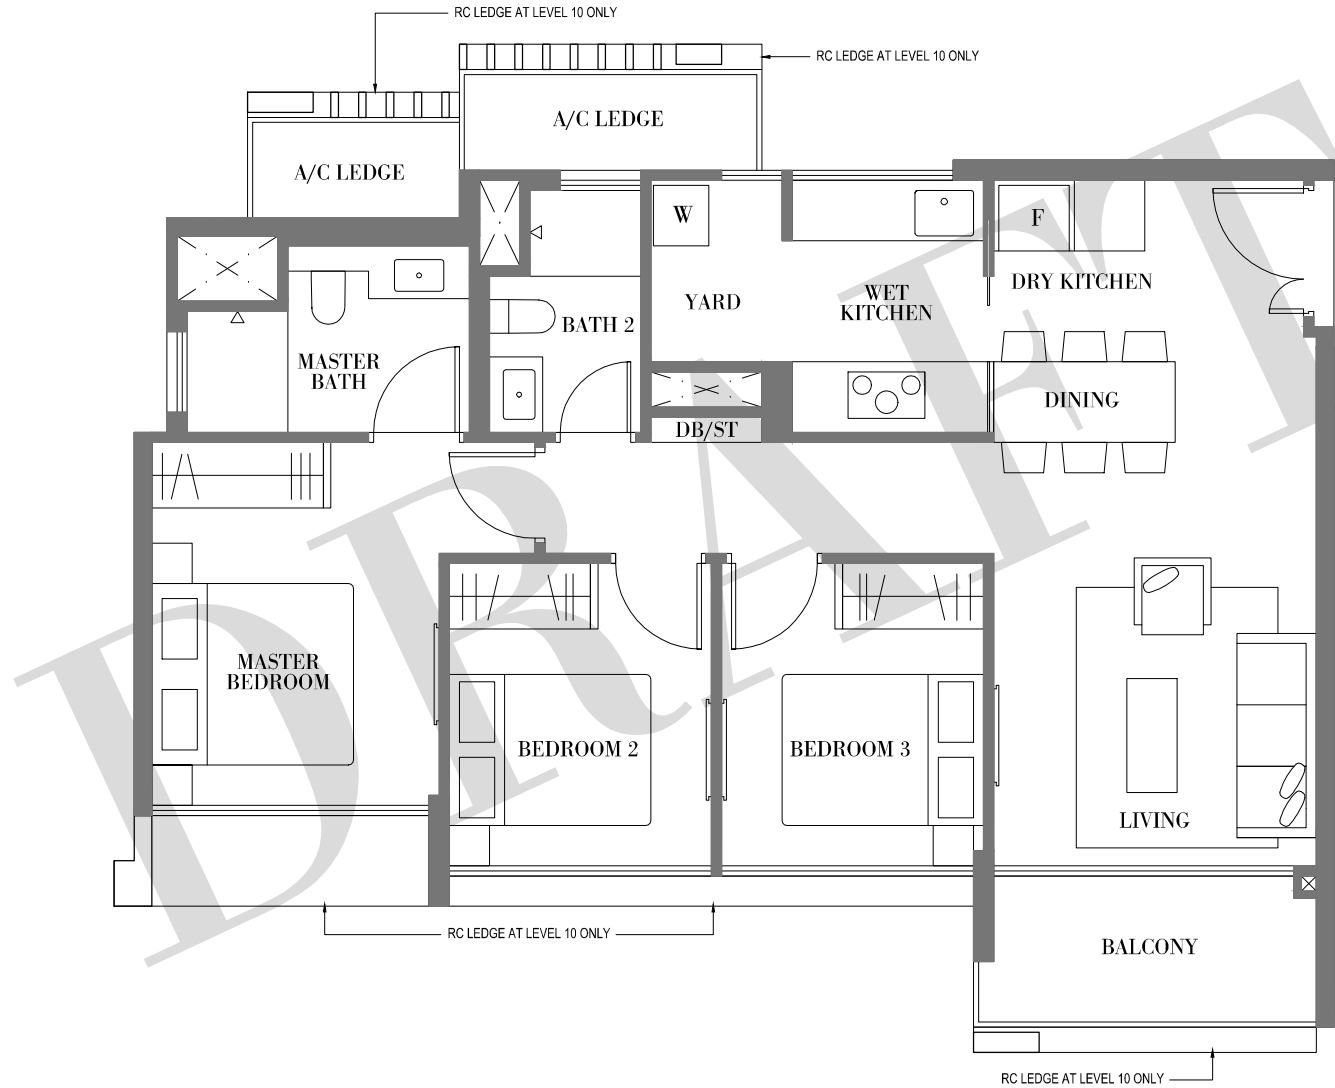 RC LEDGE AT LEVEL 10 ONLY
RC LEDGE AT LEVEL 10 ONLY
A/C LEDGE
A/C LEDGE
W
F
YARD
WET
KITCHEN
DRY KITCHEN
BATH 2
MASTER
BATH
DINING
DB/ST
DRAFT
MASTER
BEDROOM
BEDROOM 2
BEDROOM 3
LIVING
RC LEDGE AT LEVEL 10 ONLY
BALCONY
RC LEDGE AT LEVEL 10 ONLY